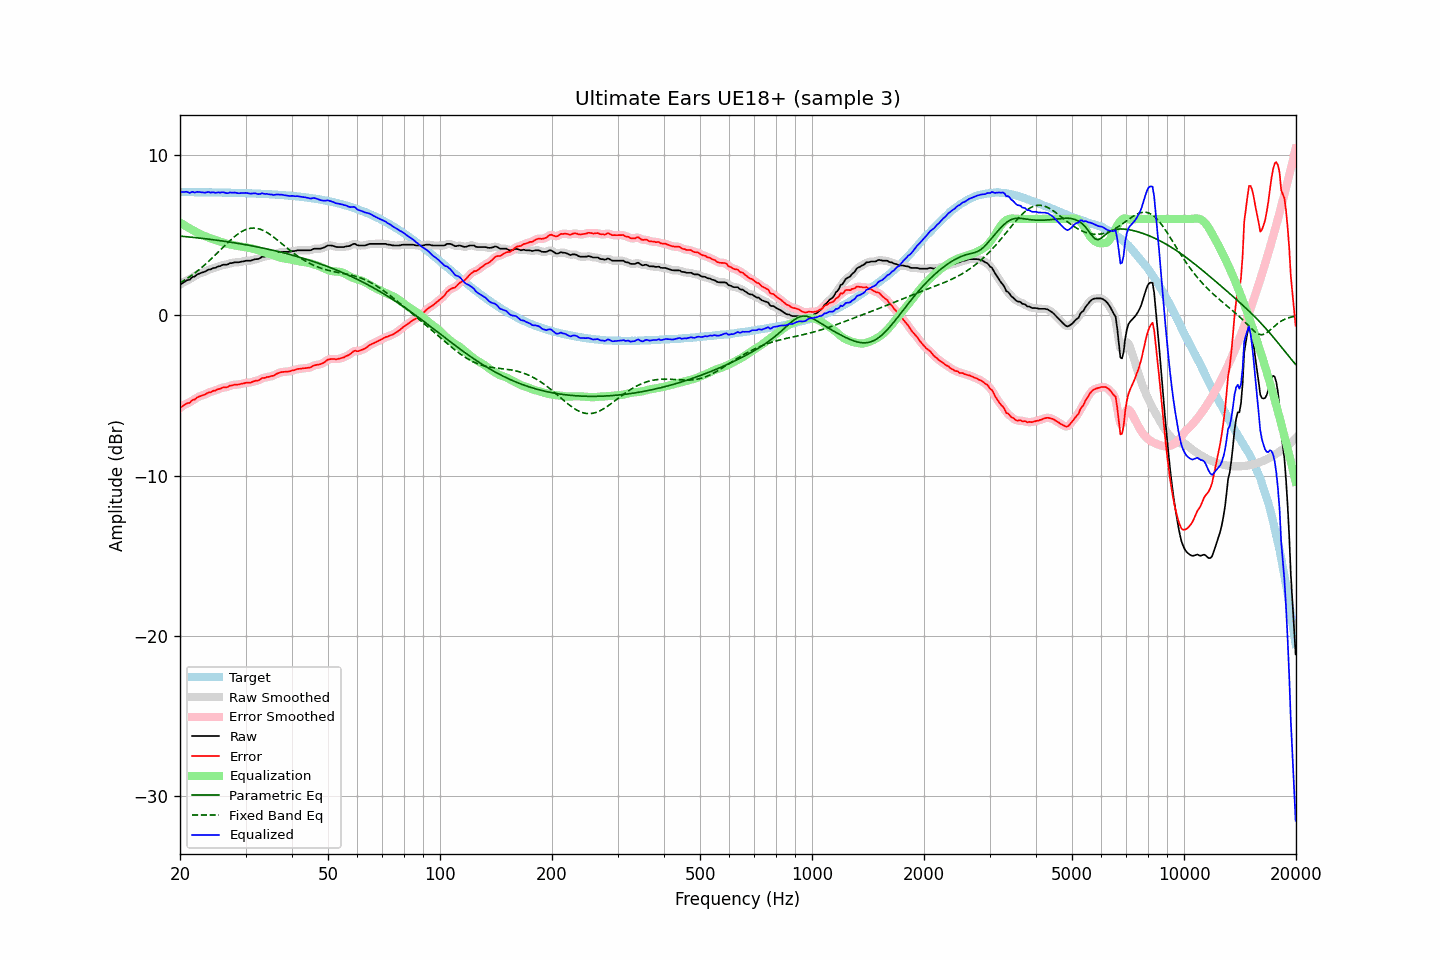 Ultimate Ears UE18+ (sample 3)
Amplitude (dBr)
10
0
−10
−20
−30
Target
Raw Smoothed
Error Smoothed
Raw
Error
Equalization
Parametric Eq
Fixed Band Eq
Equalized
20 50 100 200 500 1000 2000 5000 10000 20000
Frequency (Hz)